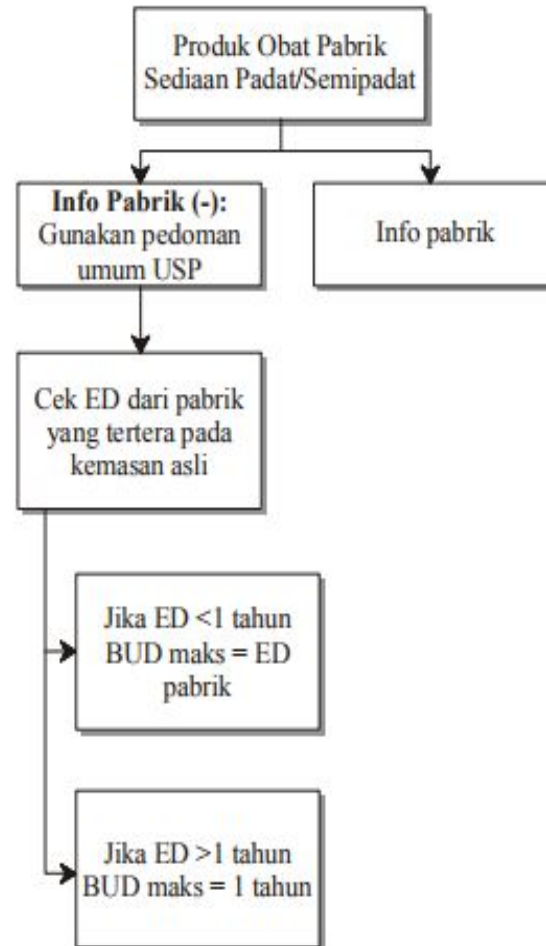 Produk Obat Pabrik
Sediaan Padat/Semipadat
Info Pabrik (-):
Gunakan pedoman
umum USP
Info pabrik
Cek ED dari pabrik
yang tertera pada
kemasan asli
Jika ED <1 tahun
BUD maks = ED
pabrik
Jika ED >1 tahun
BUD maks = 1 tahun